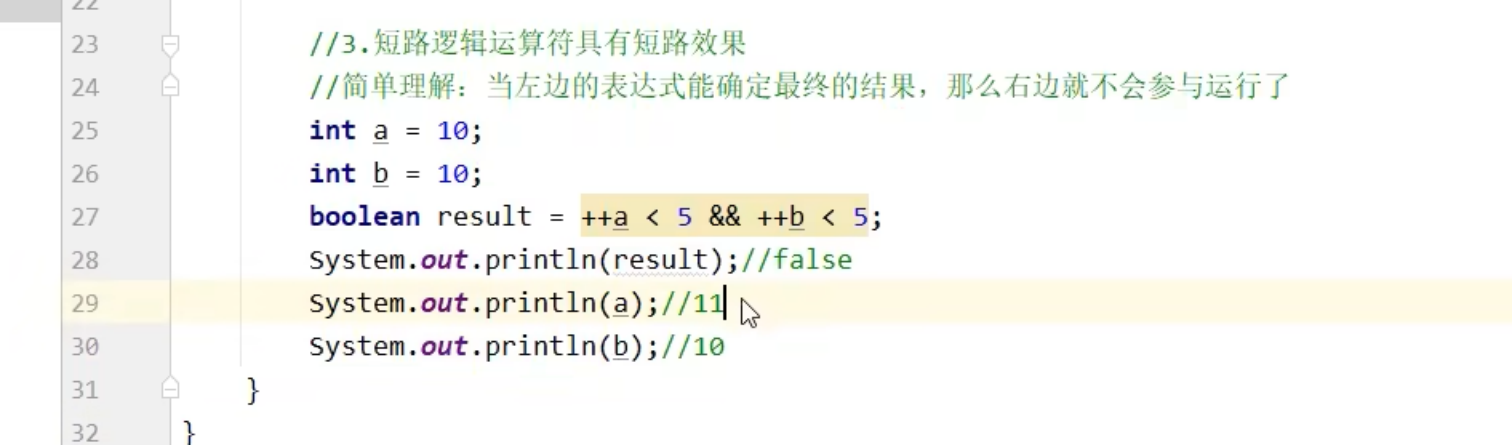 22
23 //3.短路逻辑运算符具有短路效果
24 //简单理解：当左边的表达式能确定最终的结果，那么右边就不会参与运行了
25 int a = 10;
26 int b = 10;
27 boolean result = ++a < 5 && ++b < 5;
28 System.out.println(result);//false
29 System.out.println(a);//11
30 System.out.println(b);//10
31 }
32 }